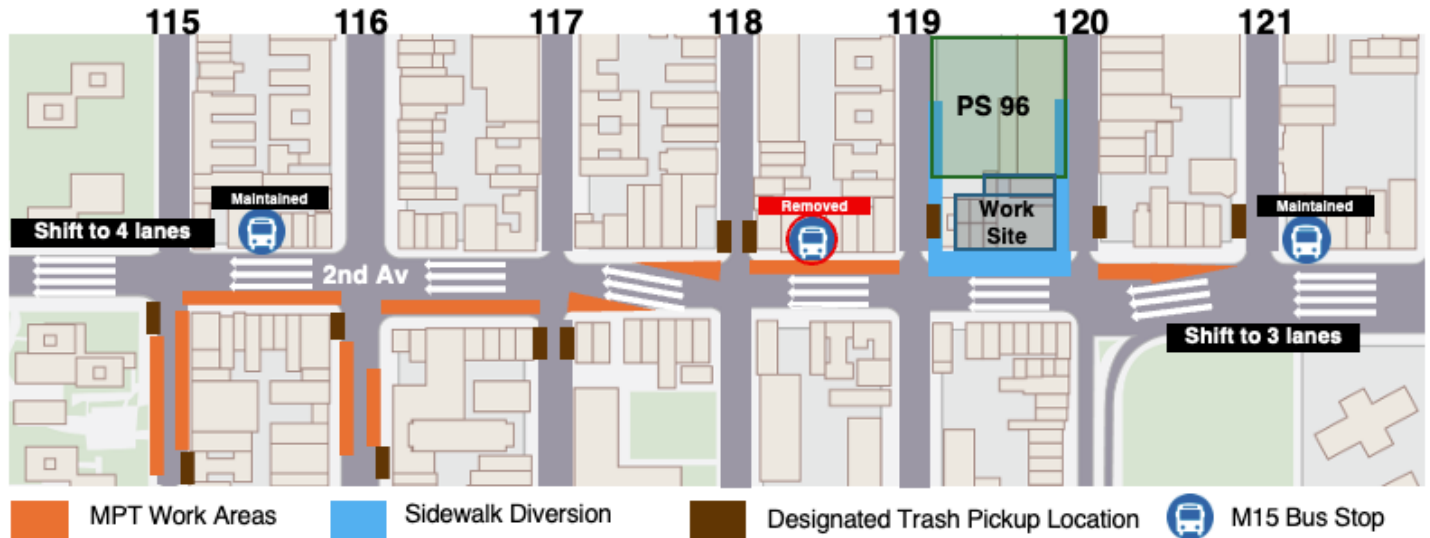 115 116 117 118 119 120 121
PS 96
Maintained
Removed
Maintained
Shift to 4 lanes
Work
Site
2nd Av
Shift to 3 lanes
MPT Work Areas
Sidewalk Diversion
Designated Trash Pickup Location
M15 Bus Stop